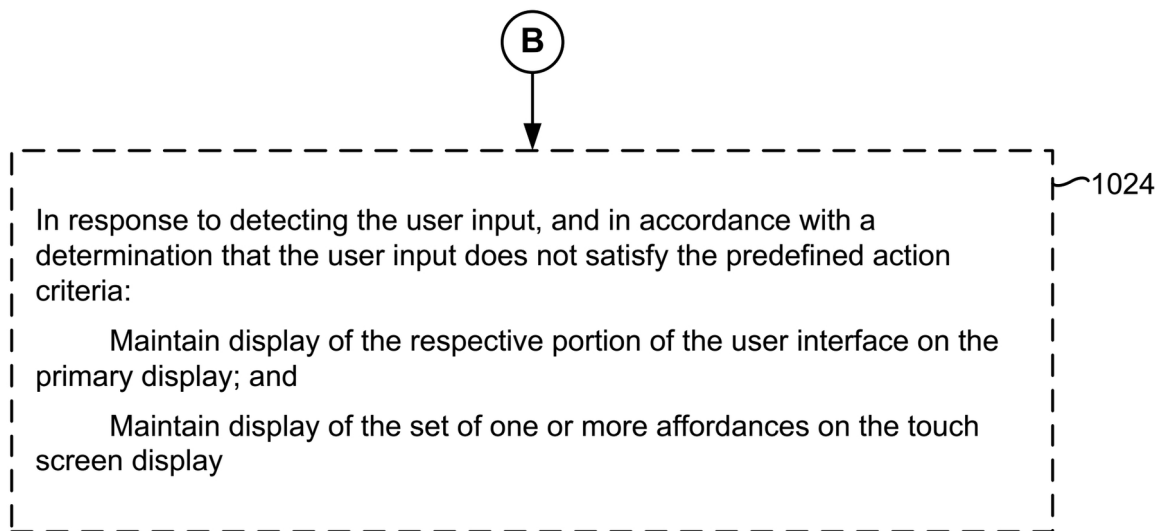 B
1024
In response to detecting the user input, and in accordance with a
determination that the user input does not satisfy the predefined action
criteria:
Maintain display of the respective portion of the user interface on the
primary display; and
Maintain display of the set of one or more affordances on the touch
screen display